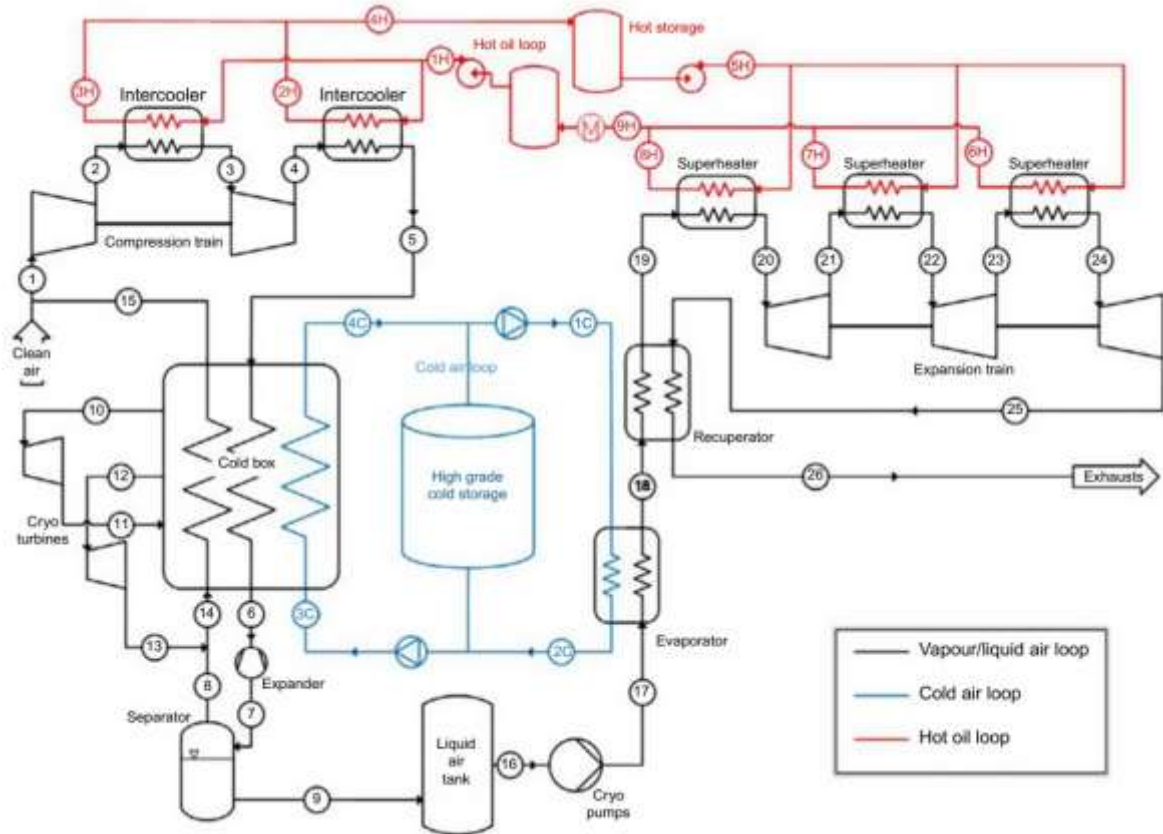 4H
Hot storage
Hot oil loop
1H
5H
3H
2H
Intercooler
Intercooler
M
9H
8H
7H
6H
Superheater
Superheater
Superheater
2
3
4
Compression train
5
1
15
Clean
air
19
20
21
22
23
24
4C
1C
Cold air loop
Expansion train
25
Recuperator
10
Cold box
12
High grade
cold storage
11
Cryo
turbines
18
26
Exhausts
14
6
3C
2C
Evaporator
13
8
Expander
7
17
Separator
Liquid
air
tank
16
9
Cryo
pumps
Vapour/liquid air loop
Cold air loop
Hot oil loop